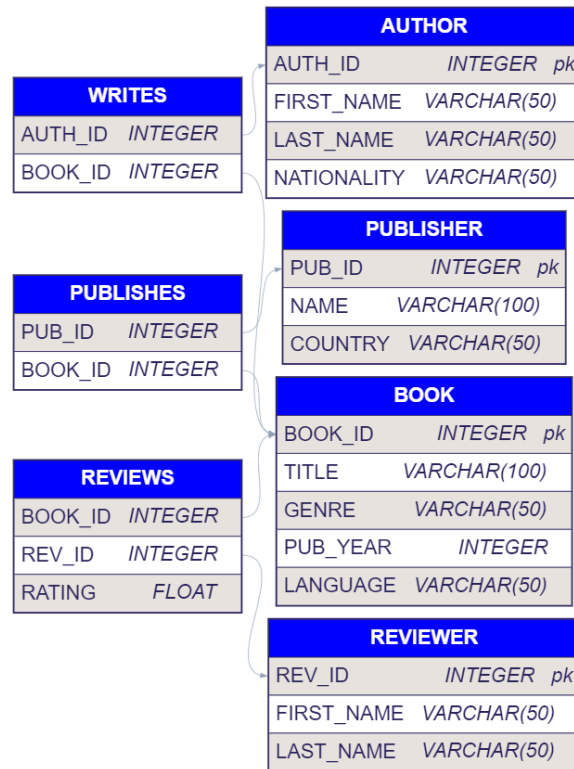 WRITES
AUTH_ID INTEGER
BOOK_ID INTEGER
PUBLISHES
PUB_ID INTEGER
BOOK_ID INTEGER
REVIEWS
BOOK_ID INTEGER
REV_ID INTEGER
RATING FLOAT
AUTHOR
AUTH_ID INTEGER pk
FIRST_NAME VARCHAR(50)
LAST_NAME VARCHAR(50)
NATIONALITY VARCHAR(50)
PUBLISHER
PUB_ID INTEGER pk
NAME VARCHAR(100)
COUNTRY VARCHAR(50)
BOOK
BOOK_ID INTEGER pk
TITLE VARCHAR(100)
GENRE VARCHAR(50)
PUB_YEAR INTEGER
LANGUAGE VARCHAR(50)
REVIEWER
REV_ID INTEGER pk
FIRST_NAME VARCHAR(50)
LAST_NAME VARCHAR(50)